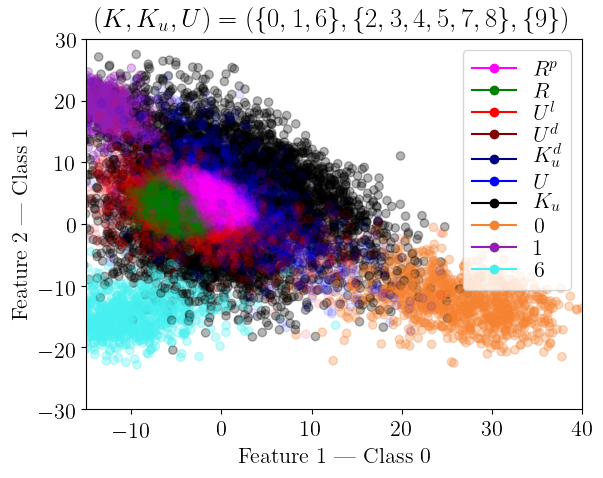 (K, K_u, U) = ({0, 1, 6}, {2, 3, 4, 5, 7, 8}, {9})
30
20
10
0
−10
−20
−30
Feature 2 — Class 1
R^p
R
U^l
U^d
K_u^d
U
K_u
0
1
6
−10
0
10
20
30
40
Feature 1 — Class 0